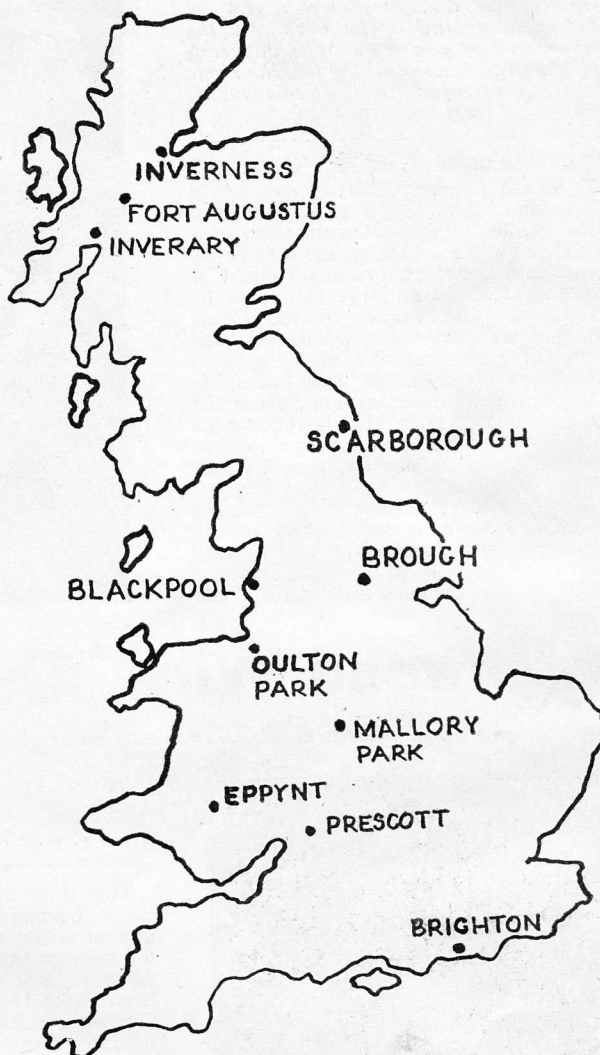 INVERNESS
FORT AUGUSTUS
INVERARY
SCARBOROUGH
BROUGH
BLACKPOOL
OULTON
PARK
MALLORY
PARK
EPPYNT
PRESCOTT
BRIGHTON